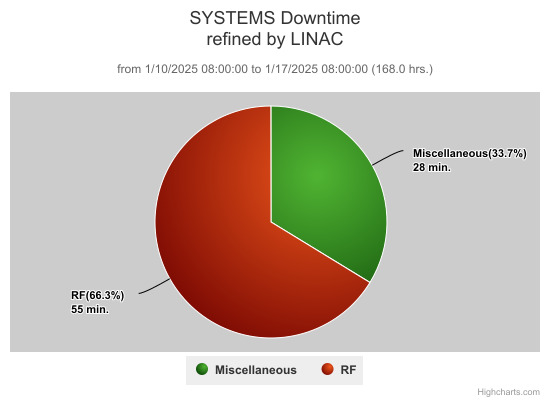 SYSTEMS Downtime
refined by LINAC
from 1/10/2025 08:00:00 to 1/17/2025 08:00:00 (168.0 hrs.)
Miscellaneous(33.7%)
28 min.
RF(66.3%)
55 min.
Miscellaneous
RF
Highcharts.com